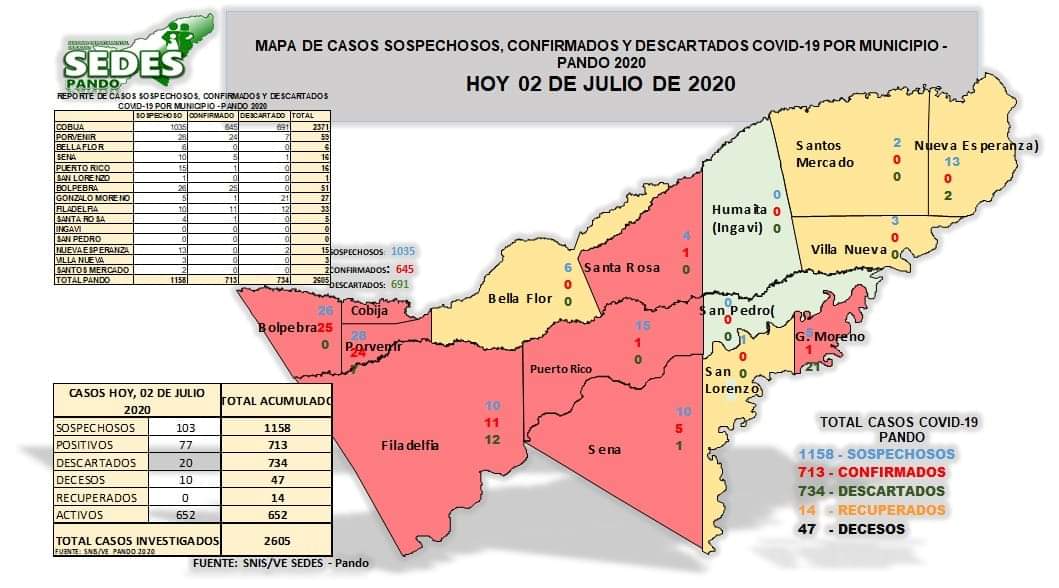 SEDES
PANDO
MAPA DE CASOS SOSPECHOSOS, CONFIRMADOS Y DESCARTADOS COVID-19 POR MUNICIPIO -
PANDO 2020
HOY 02 DE JULIO DE 2020
REPORTE DE CASOS SOSPECHOSOS, CONFIRMADOS Y DESCARTADOS
COVID-19 POR MUNICIPIO - PANDO 2020
SOSPECHOSO CONFIRMADO DESCARTADO TOTAL
COBIJA 1035 645 691 2371
PORVENIR 28 24 7 59
BELLA FLOR 6 0 0 6
SENA 10 5 1 16
PUERTO RICO 15 1 0 16
SAN LORENZO 1 0 0 1
BOLPEBRA 26 25 0 51
GONZALO MORENO 5 1 21 27
FILADELFIA 10 11 12 33
SANTA ROSA 4 1 0 5
INGAVI 0 0 0 0
SAN PEDRO 0 0 0 0
NUEVA ESPERANZA 13 0 2 15
VILLA NUEVA 3 0 0 3
SANTOS MERCADO 2 0 0 2
TOTAL PANDO 1158 713 734 2605
SOSPECHOS: 1035
CONFIRMADOS: 645
DESCARTADOS: 691
Santos
Mercado
2
0
0
Nueva Esperanza)
13
0
2
Humaita
(Ingavi)
0
0
0
Villa Nueva
3
0
0
Santa Rosa
4
1
0
Bella Flor
6
0
0
San Pedro(
0
0
0
G. Moreno
5
1
21
Cobija
Bolpebra
26
25
0
Porvenir
28
24
7
Puerto Rico
15
1
0
San
Lorenzo
1
0
0
Filadelfia
10
11
12
Sena
10
5
1
CASOS HOY, 02 DE JULIO
2020
TOTAL ACUMULADO
SOSPECHOSOS 103 1158
POSITIVOS 77 713
DESCARTADOS 20 734
DECESOS 10 47
RECUPERADOS 0 14
ACTIVOS 652 652
TOTAL CASOS INVESTIGADOS 2605
FUENTE: SNIS/VE PANDO 2020
FUENTE: SNIS/VE SEDES - Pando
TOTAL CASOS COVID-19
PANDO
1158 - SOSPECHOSOS
713 - CONFIRMADOS
734 - DESCARTADOS
14 - RECUPERADOS
47 - DECESOS